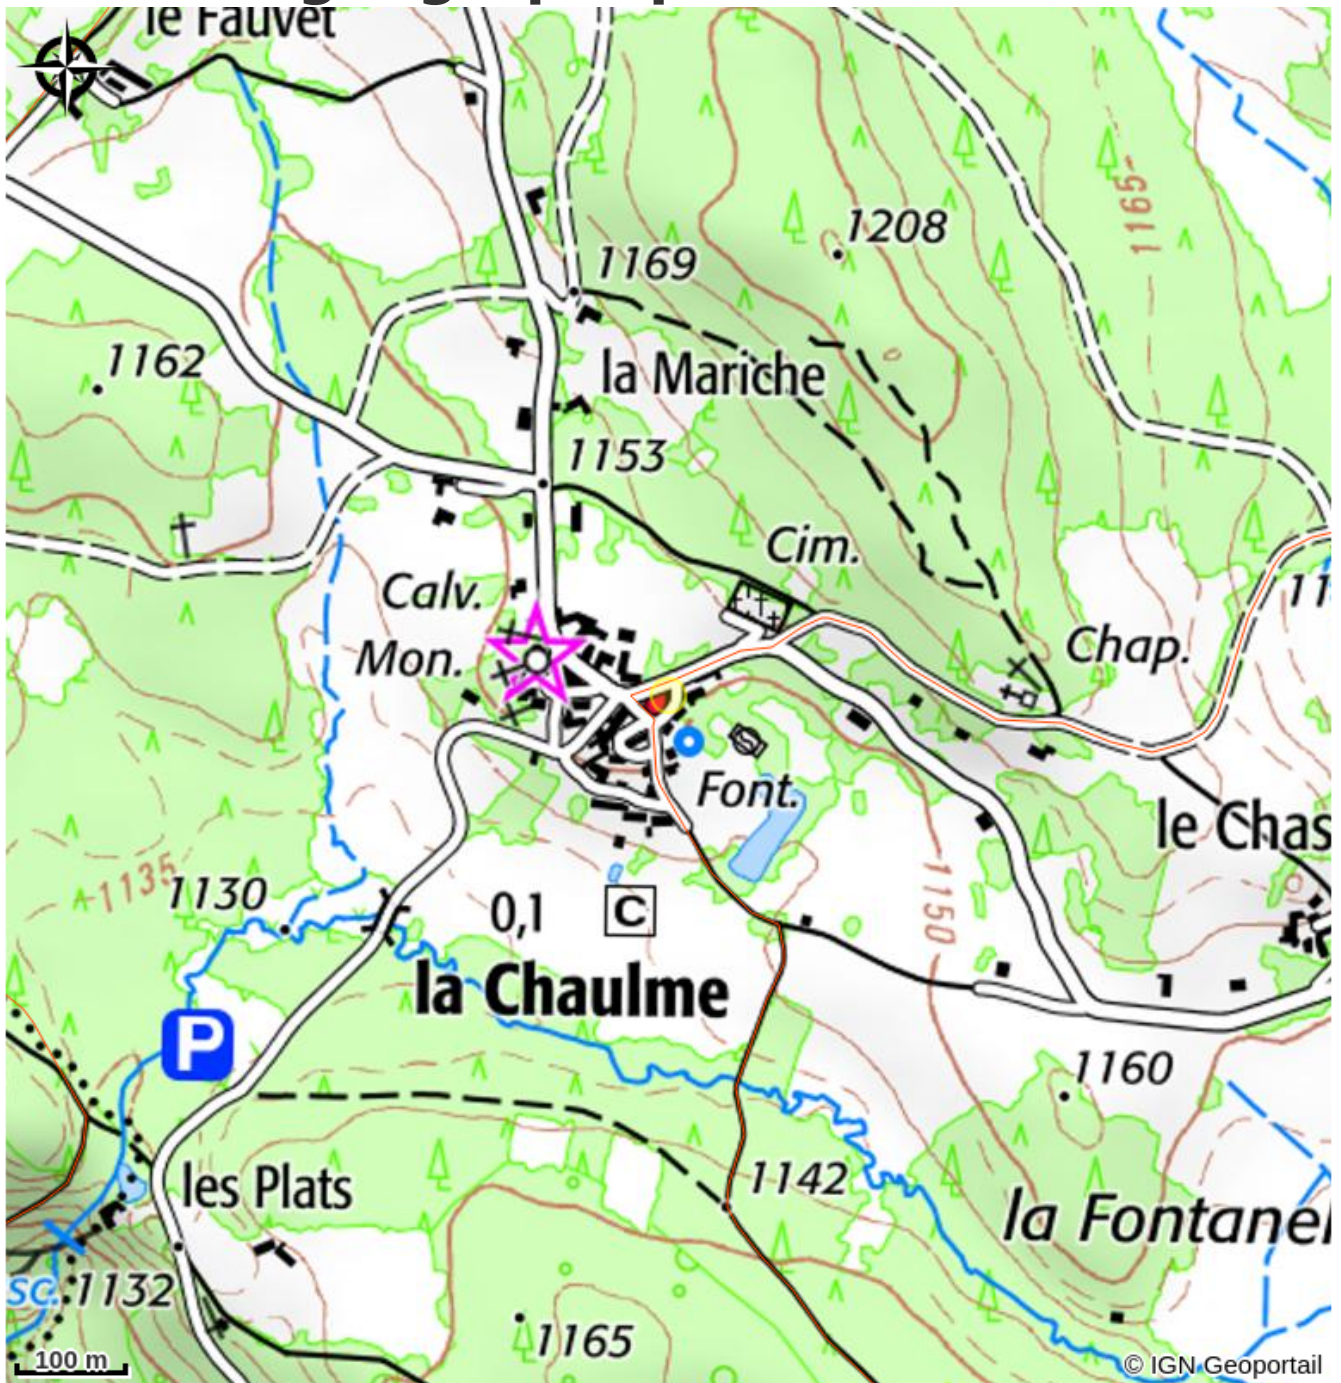 le Fauvet
1208
1165
1169
1162
la Mariche
1153
Cim.
Calv.
11
Mon.
Chap.
Font.
le Chas
1135
1130
0,1
C
1150
la Chaulme
P
1160
les Plats
1142
la Fontanel
sc.
1132
1165
100 m
© IGN Geoportail